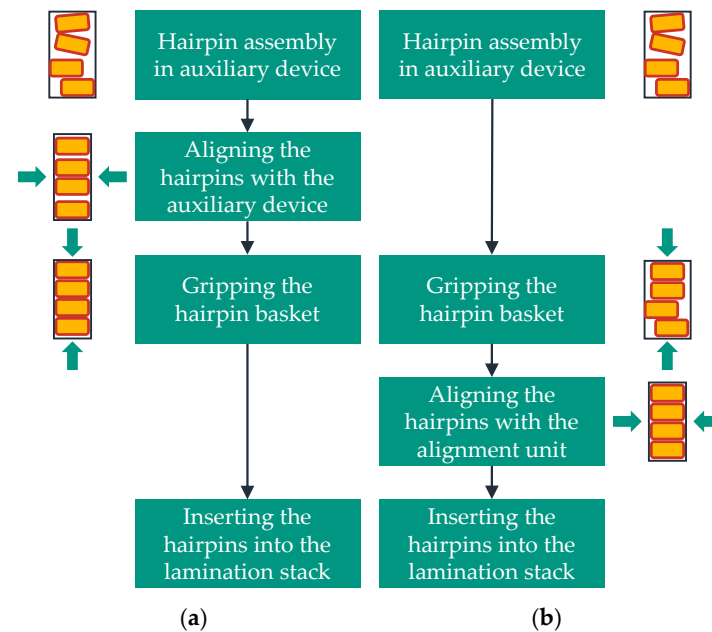 Hairpin assembly
in auxiliary device
Aligning the
hairpins with the
auxiliary device
Gripping the
hairpin basket
Inserting the
hairpins into the
lamination stack
(a)
Hairpin assembly
in auxiliary device
Gripping the
hairpin basket
Aligning the
hairpins with the
alignment unit
Inserting the
hairpins into the
lamination stack
(b)